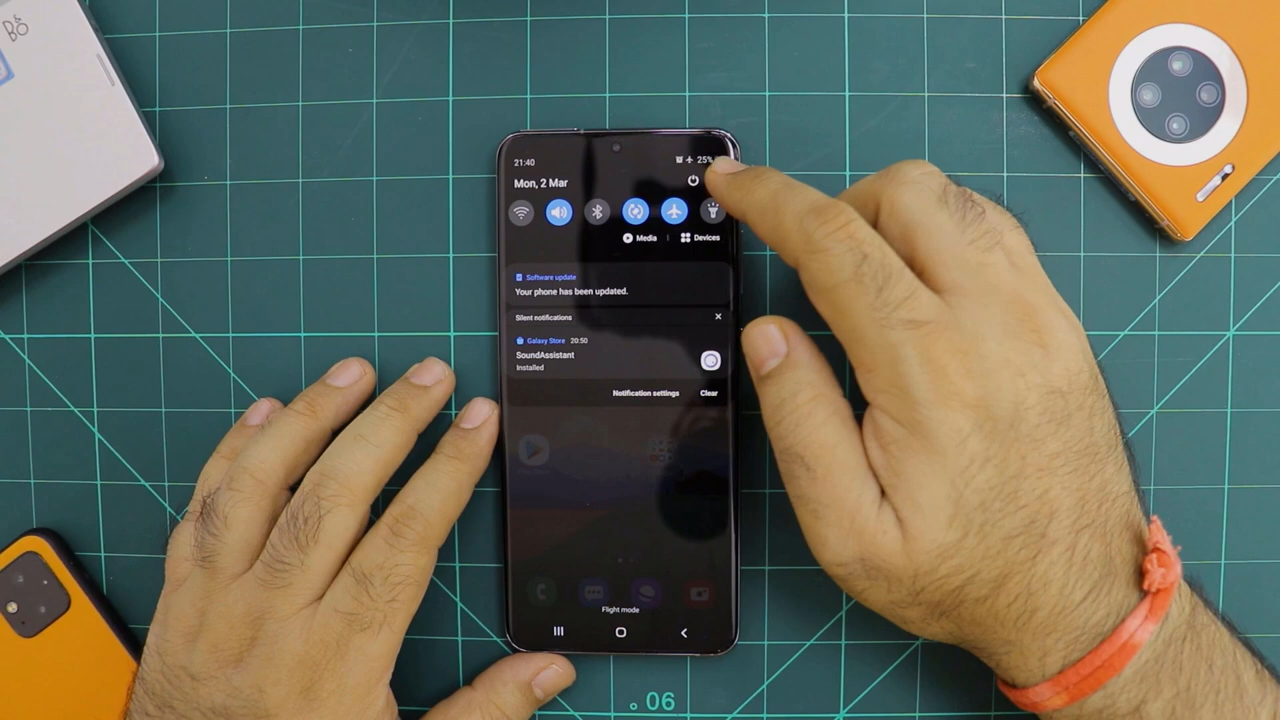 21:40
25%
Mon, 2 Mar
Media | Devices
Software update
Your phone has been updated.
Silent notifications
Galaxy Store 20:50
SoundAssistant
Installed
Notification settings Clear
Flight mode
06